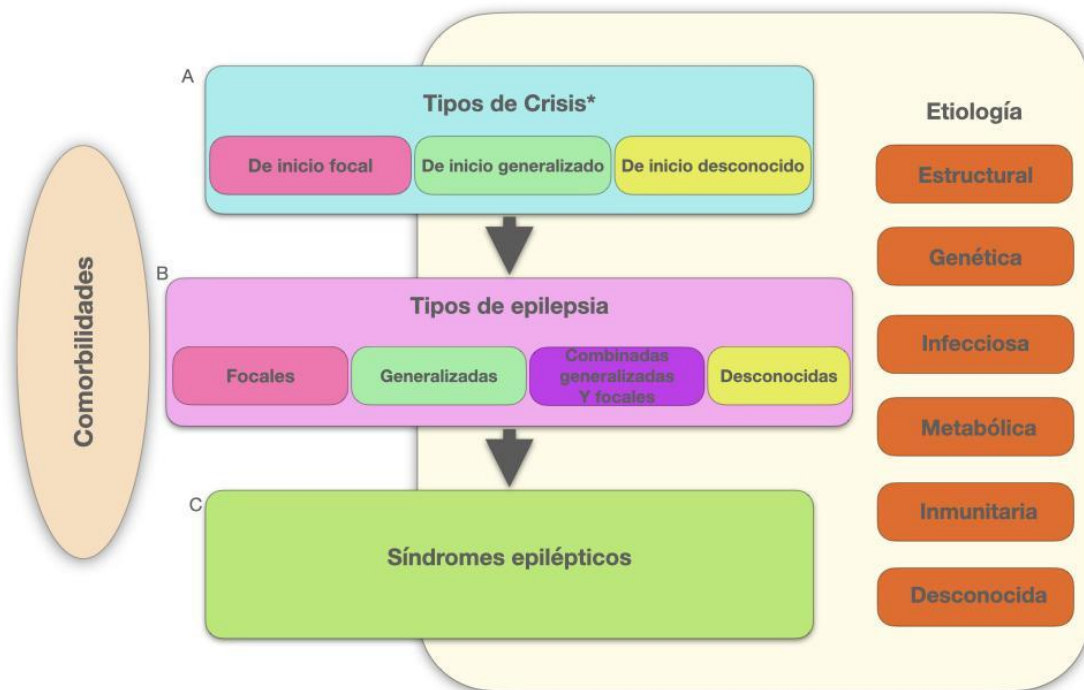 A
Tipos de Crisis*
De inicio focal
De inicio generalizado
De inicio desconocido
B
Tipos de epilepsia
Focales
Generalizadas
Combinadas
generalizadas
Y focales
Desconocidas
C
Síndromes epilépticos
Comorbilidades
Etiología
Estructural
Genética
Infecciosa
Metabólica
Inmunitaria
Desconocida